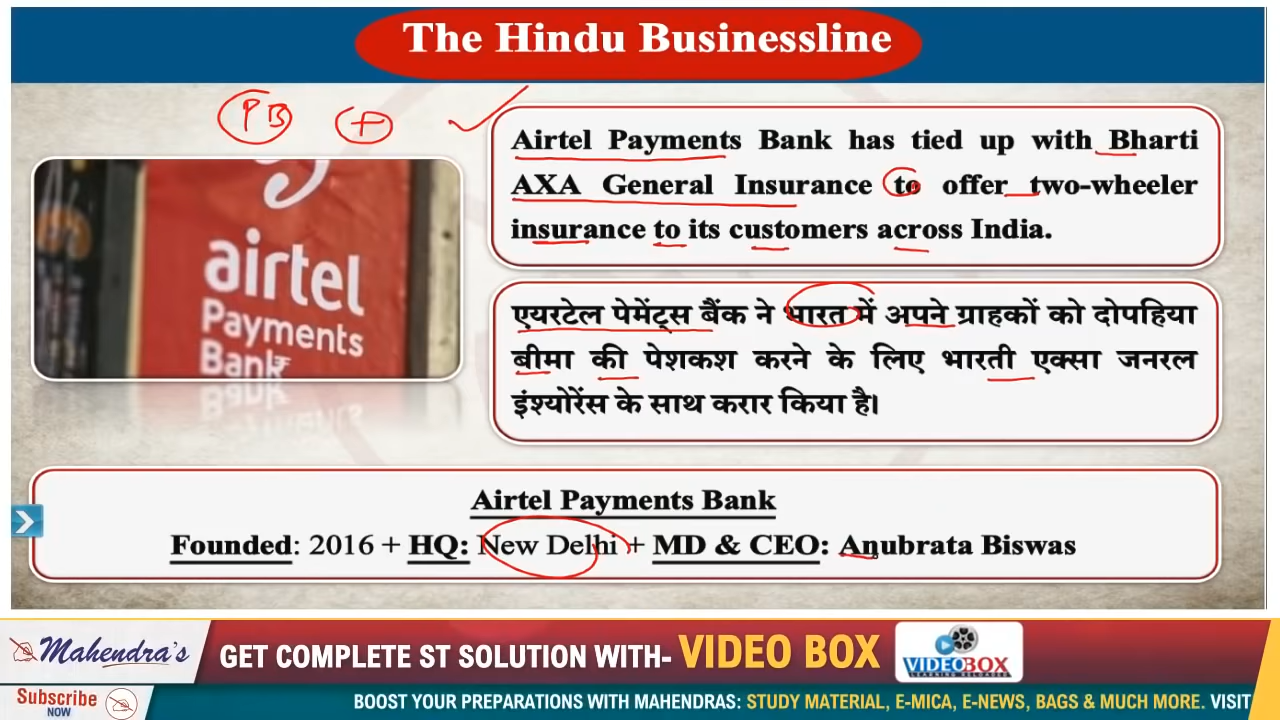 The Hindu Businessline
PB
+
Airtel Payments Bank has tied up with Bharti
AXA General Insurance to offer two-wheeler
insurance to its customers across India.
airtel
Payments
Bank
एयरटेल पेमेंट्स बैंक ने भारत में अपने ग्राहकों को दोपहिया
बीमा की पेशकश करने के लिए भारती एक्सा जनरल
इंश्योरेंस के साथ करार किया है।
Airtel Payments Bank
Founded: 2016 + HQ: New Delhi + MD & CEO: Anubrata Biswas
Mahendra's
GET COMPLETE ST SOLUTION WITH- VIDEO BOX
VIDEOBOX
LEARNING RELOADED
Subscribe
NOW
BOOST YOUR PREPARATIONS WITH MAHENDRAS: STUDY MATERIAL, E-MICA, E-NEWS, BAGS & MUCH MORE. VISIT